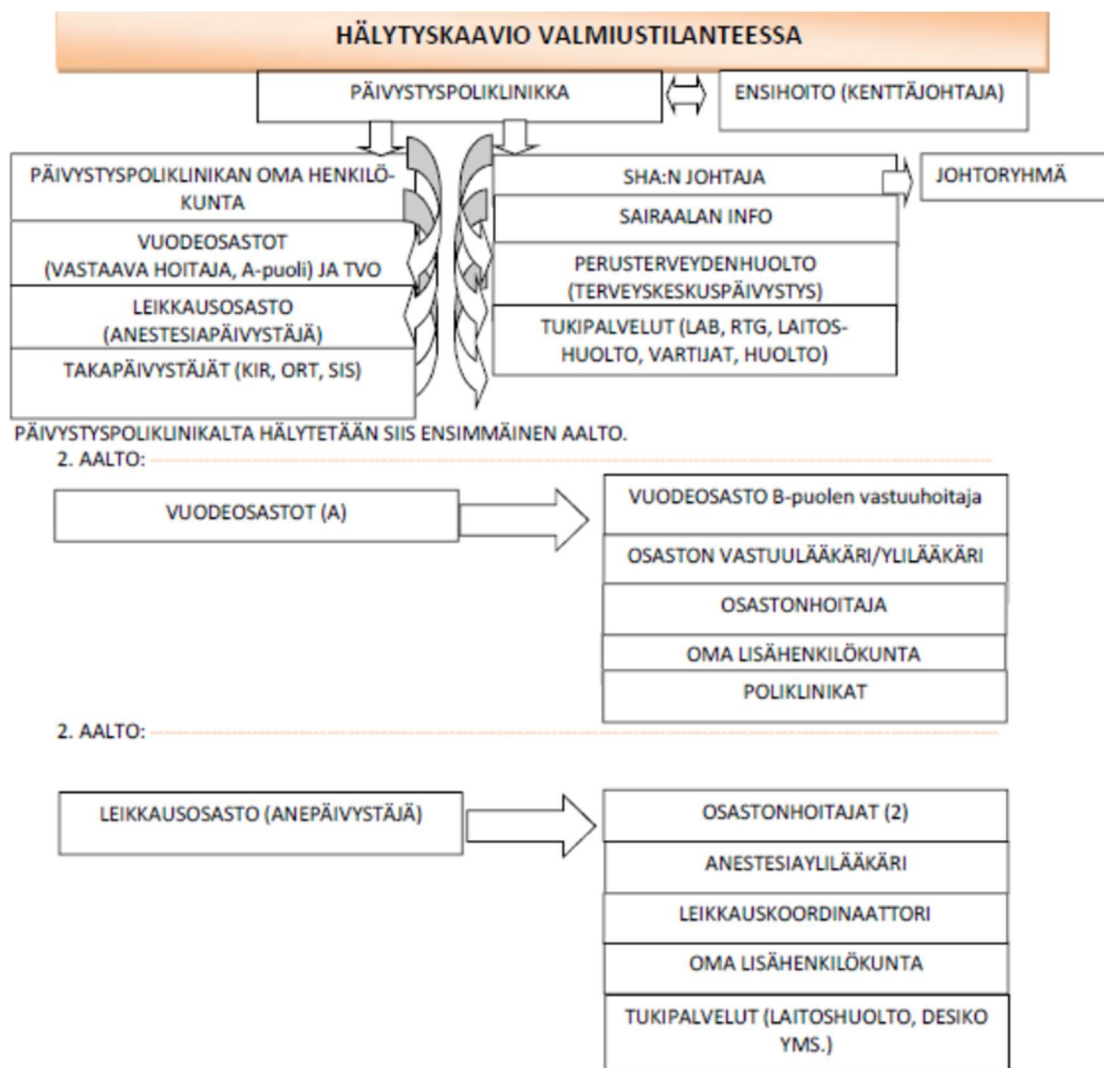 HÄLYTYSKAAVIO VALMIUSTILANTEESSA
PÄIVYSTYSPOLIKLINIKKA
ENSIHOITO (KENTTÄJOHTAJA)
PÄIVYSTYSPOLIKLINIKAN OMA HENKILÖ-
KUNTA
VUODEOSASTOT
(VASTAAVA HOITAJA, A-puoli) JA TVO
LEIKKAUSOSASTO
(ANESTESIAPÄIVYSTÄJÄ)
TAKAPÄIVYSTÄJÄT (KIR, ORT, SIS)
SHA:N JOHTAJA
JOHTORYHMÄ
SAIRAALAN INFO
PERUSTERVEYDENHUOLTO
(TERVEYSKESKUSPÄIVYSTYS)
TUKIPALVELUT (LAB, RTG, LAITOS-
HUOLTO, VARTIJAT, HUOLTO)
PÄIVYSTYSPOLIKLINIKALTA HÄLYTETÄÄN SIIS ENSIMMÄINEN AALTO.
2. AALTO:
VUODEOSASTOT (A)
VUODEOSASTO B-puolen vastuuhoitaja
OSASTON VASTUULÄÄKÄRI/YLILÄÄKÄRI
OSASTONHOITAJA
OMA LISÄHENKILÖKUNTA
POLIKLINIKAT
2. AALTO:
LEIKKAUSOSASTO (ANEPÄIVYSTÄJÄ)
OSASTONHOITAJAT (2)
ANESTESIAYLILÄÄKÄRI
LEIKKAUSKOORDINAATTORI
OMA LISÄHENKILÖKUNTA
TUKIPALVELUT (LAITOSHUOLTO, DESIKO
YMS.)